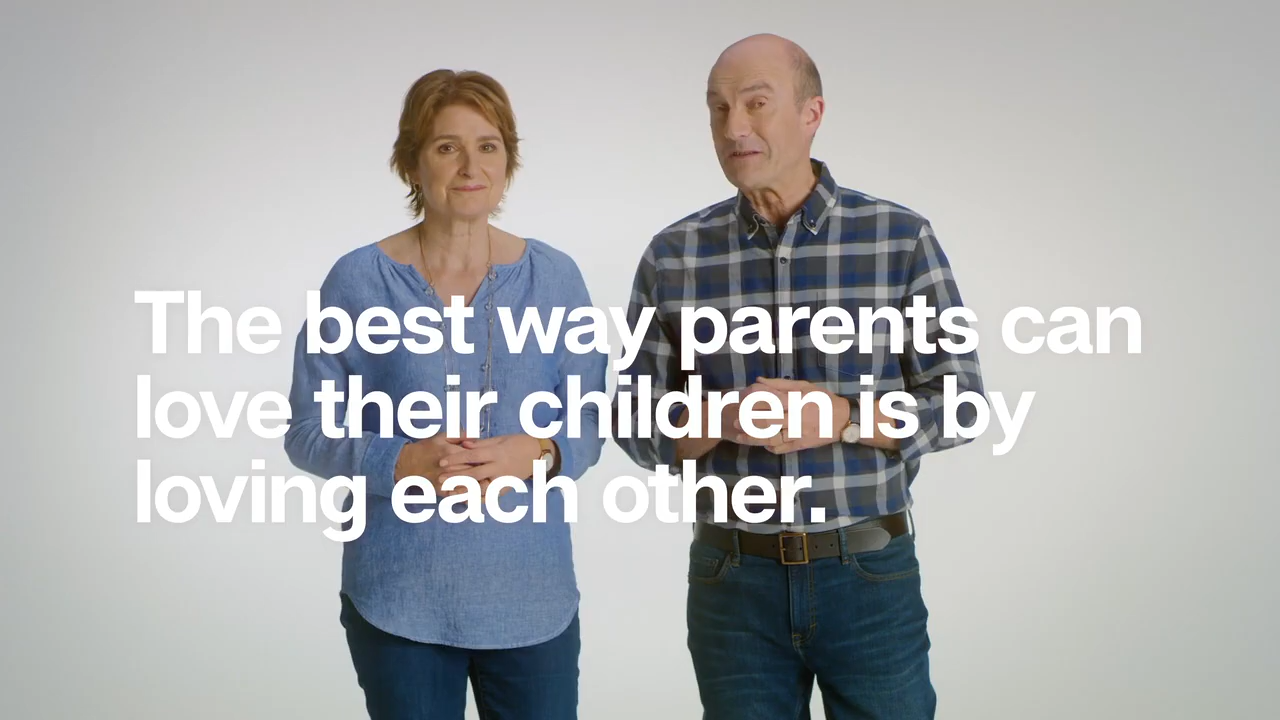 The best way parents can
love their children is by
loving each other.